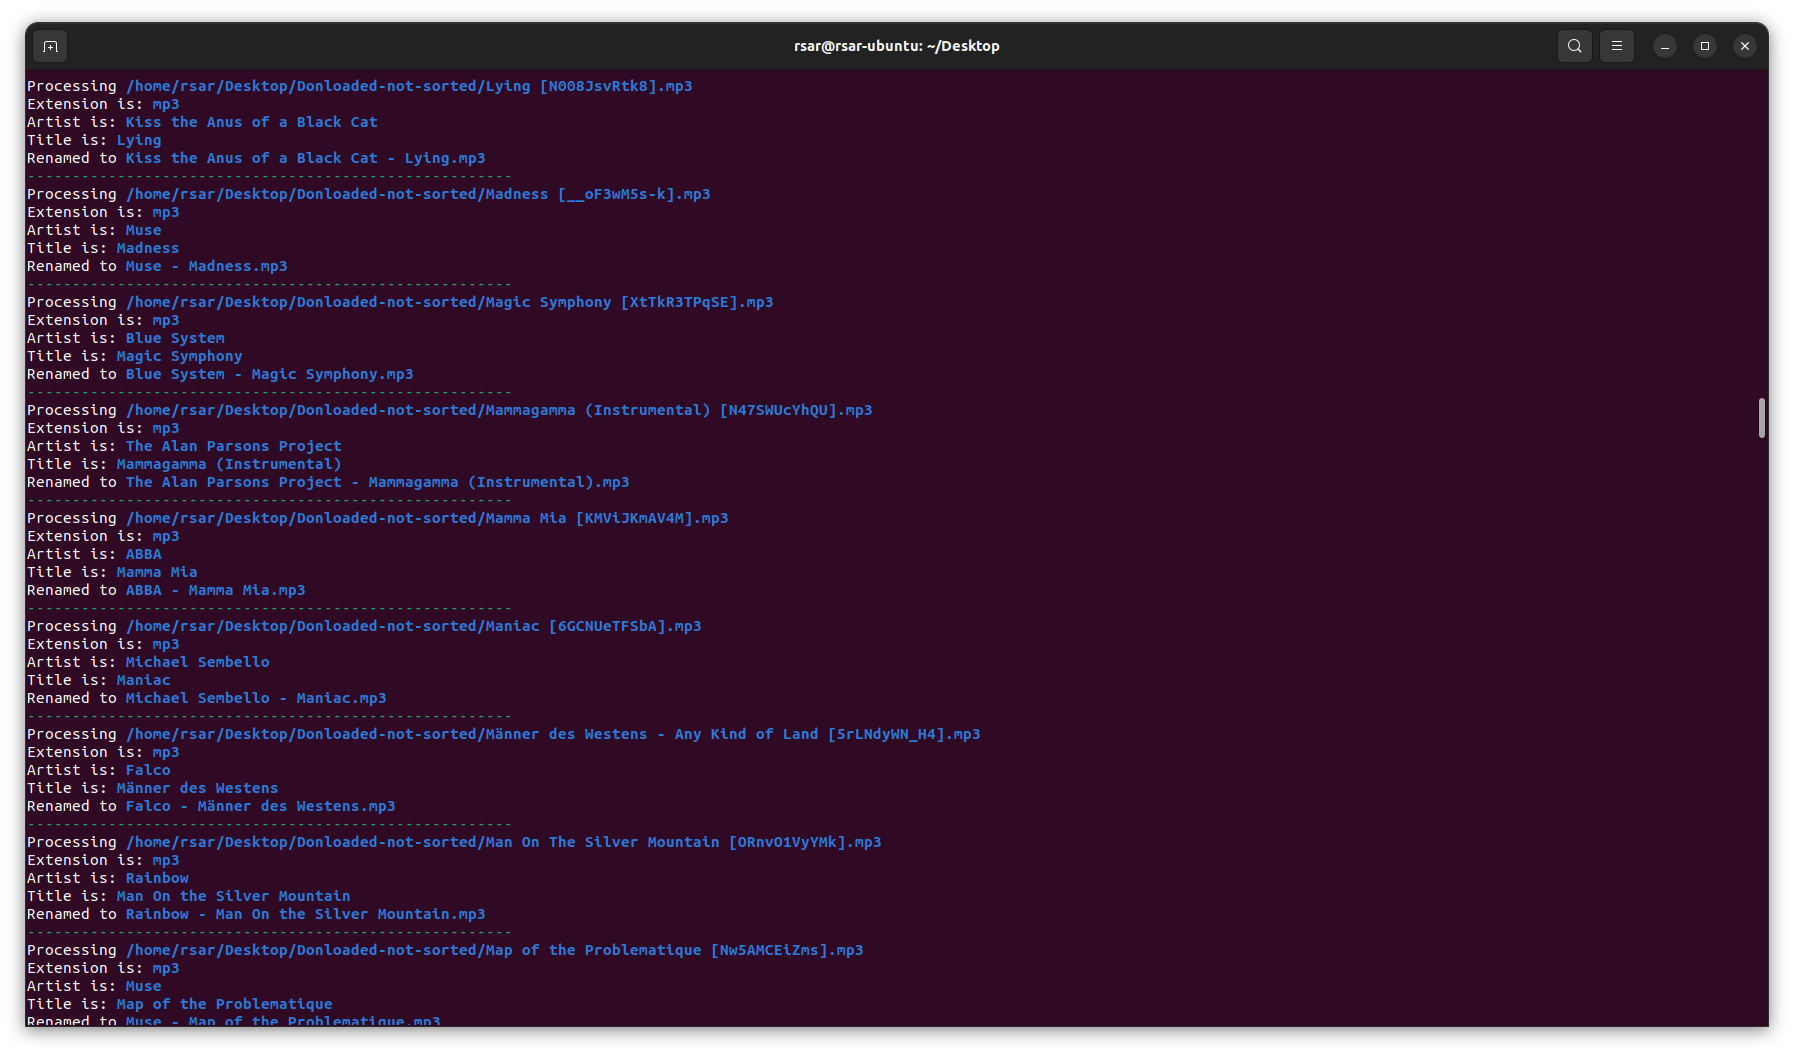 rsar@rsar-ubuntu: ~/Desktop
Processing /home/rsar/Desktop/Donloaded-not-sorted/Lying [N008JsvRtk8].mp3
Extension is: mp3
Artist is: Kiss the Anus of a Black Cat
Title is: Lying
Renamed to Kiss the Anus of a Black Cat - Lying.mp3
------------------------------------------------------
Processing /home/rsar/Desktop/Donloaded-not-sorted/Madness [__oF3wM5s-k].mp3
Extension is: mp3
Artist is: Muse
Title is: Madness
Renamed to Muse - Madness.mp3
------------------------------------------------------
Processing /home/rsar/Desktop/Donloaded-not-sorted/Magic Symphony [XtTkR3TPqSE].mp3
Extension is: mp3
Artist is: Blue System
Title is: Magic Symphony
Renamed to Blue System - Magic Symphony.mp3
------------------------------------------------------
Processing /home/rsar/Desktop/Donloaded-not-sorted/Mammagamma (Instrumental) [N47SWUcYhQU].mp3
Extension is: mp3
Artist is: The Alan Parsons Project
Title is: Mammagamma (Instrumental)
Renamed to The Alan Parsons Project - Mammagamma (Instrumental).mp3
------------------------------------------------------
Processing /home/rsar/Desktop/Donloaded-not-sorted/Mamma Mia [KMViJKmAV4M].mp3
Extension is: mp3
Artist is: ABBA
Title is: Mamma Mia
Renamed to ABBA - Mamma Mia.mp3
------------------------------------------------------
Processing /home/rsar/Desktop/Donloaded-not-sorted/Maniac [6GCNUeTFSbA].mp3
Extension is: mp3
Artist is: Michael Sembello
Title is: Maniac
Renamed to Michael Sembello - Maniac.mp3
------------------------------------------------------
Processing /home/rsar/Desktop/Donloaded-not-sorted/Männer des Westens - Any Kind of Land [5rLNdyWN_H4].mp3
Extension is: mp3
Artist is: Falco
Title is: Männer des Westens
Renamed to Falco - Männer des Westens.mp3
------------------------------------------------------
Processing /home/rsar/Desktop/Donloaded-not-sorted/Man On The Silver Mountain [ORnvO1VyYMk].mp3
Extension is: mp3
Artist is: Rainbow
Title is: Man On the Silver Mountain
Renamed to Rainbow - Man On the Silver Mountain.mp3
------------------------------------------------------
Processing /home/rsar/Desktop/Donloaded-not-sorted/Map of the Problematique [Nw5AMCEiZms].mp3
Extension is: mp3
Artist is: Muse
Title is: Map of the Problematique
Renamed to Muse - Map of the Problematique.mp3